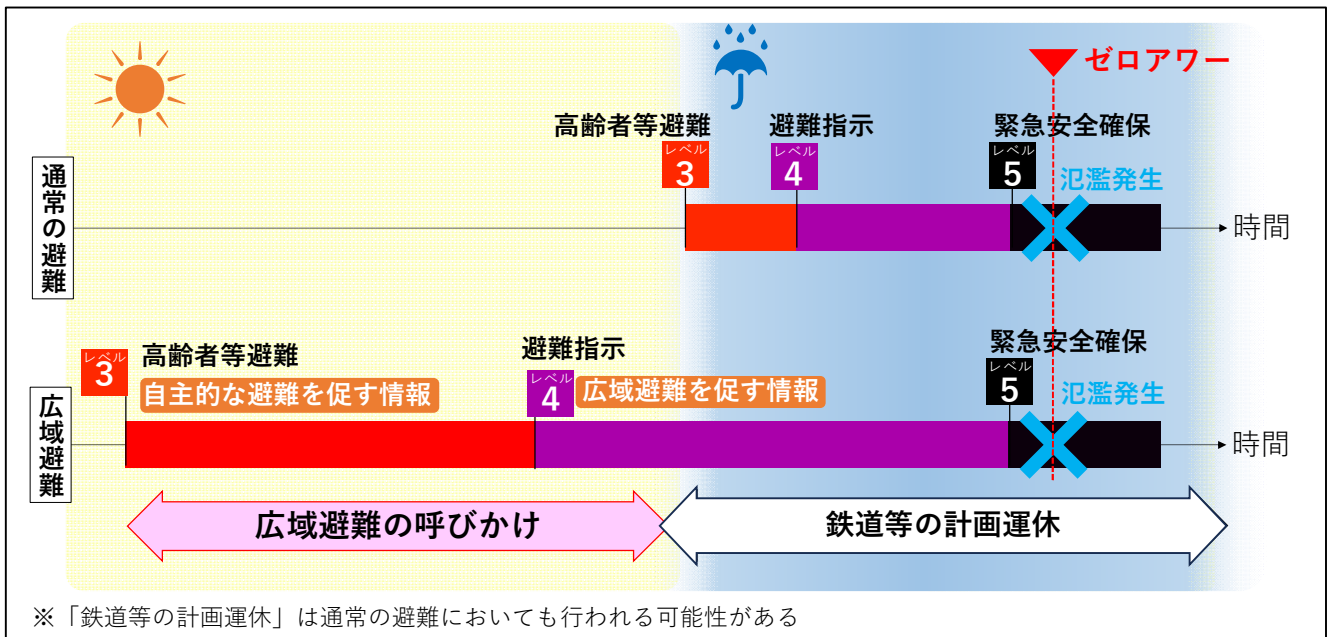 ゼロアワー
高齢者等避難
避難指示
緊急安全確保
レベル
3
レベル
4
レベル
5
氾濫発生
通常の避難
時間
レベル
3
高齢者等避難
自主的な避難を促す情報
避難指示
レベル
4
広域避難を促す情報
緊急安全確保
レベル
5
氾濫発生
広域避難
時間
広域避難の呼びかけ
鉄道等の計画運休
※「鉄道等の計画運休」は通常の避難においても行われる可能性がある